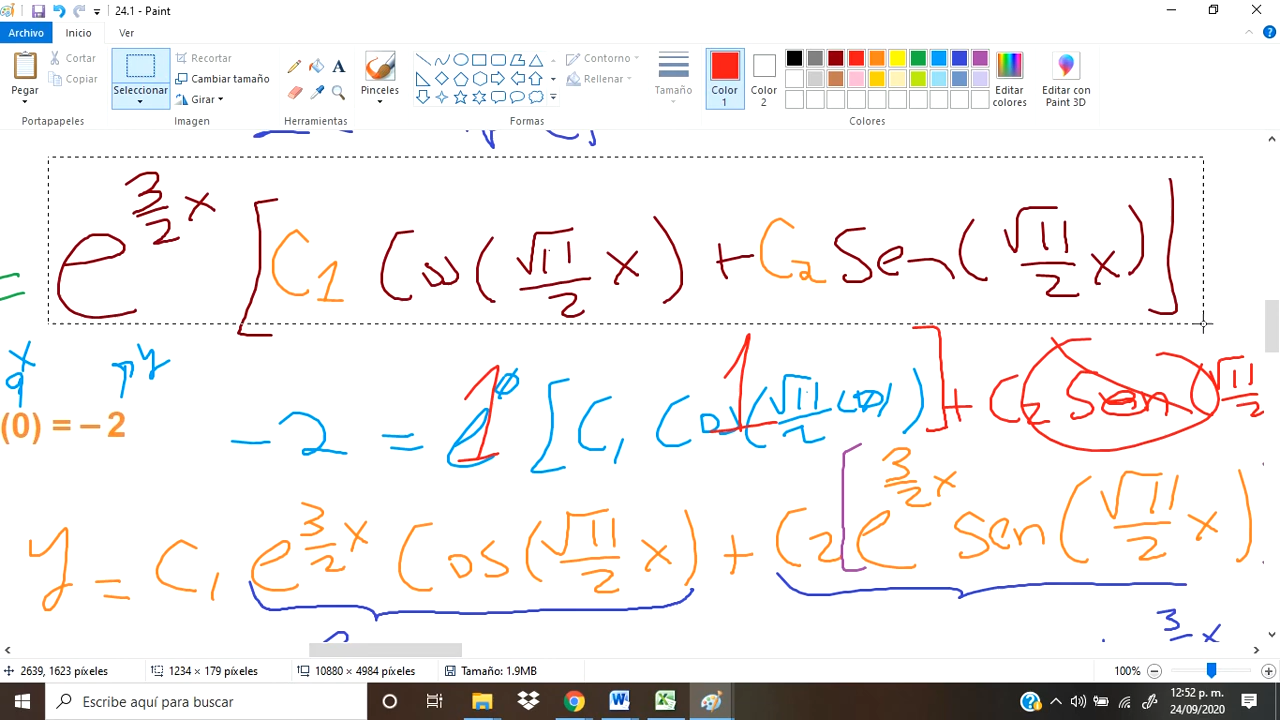 24.1 - Paint
Archivo Inicio Ver
Pegar Cortar Copiar Seleccionar Recortar Cambiar tamaño Girar Pinceles Contorno Rellenar Tamaño Color 1 Color 2 Editar colores Editar con Paint 3D
Portapapeles Imagen Herramientas Formas Colores
= e^{3/2 x} [C1 Cos(√11/2 x) + C2 Sen(√11/2 x)]
x y
(0) = -2 -2 = e^0 1 [C1 Cos(√11/2 (0)) 1] + C2 Sen(√11/2
y = C1 e^{3/2 x} Cos(√11/2 x) + C2 [e^{3/2 x} Sen(√11/2 x)
3 x
2639, 1623 píxeles 1234 × 179 píxeles 10880 × 4984 píxeles Tamaño: 1.9MB 100%
Escribe aquí para buscar 12:52 p. m.
24/09/2020